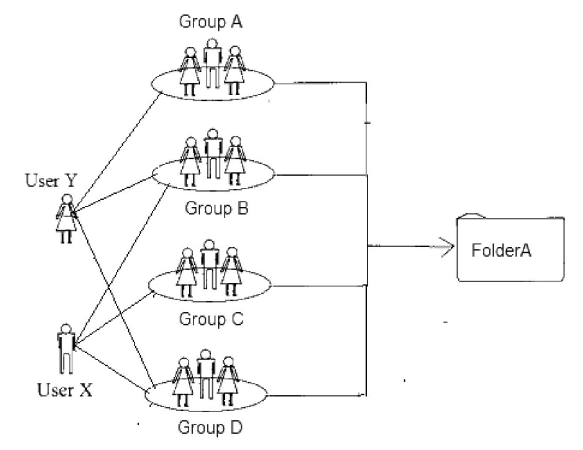 Group A
User Y
Group B
FolderA
Group C
User X
Group D